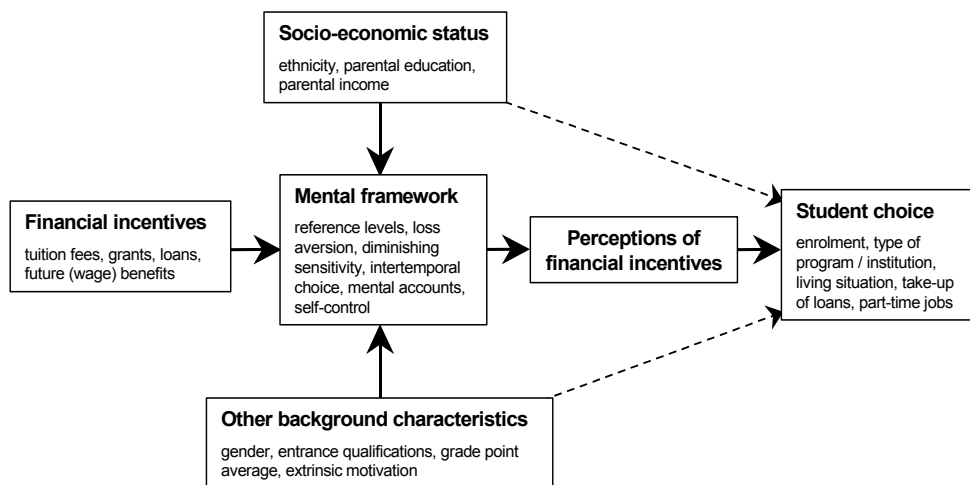 Socio-economic status
ethnicity, parental education,
parental income
Financial incentives
tuition fees, grants, loans,
future (wage) benefits
Mental framework
reference levels, loss
aversion, diminishing
sensitivity, intertemporal
choice, mental accounts,
self-control
Perceptions of
financial incentives
Student choice
enrolment, type of
program / institution,
living situation, take-up
of loans, part-time jobs
Other background characteristics
gender, entrance qualifications, grade point
average, extrinsic motivation